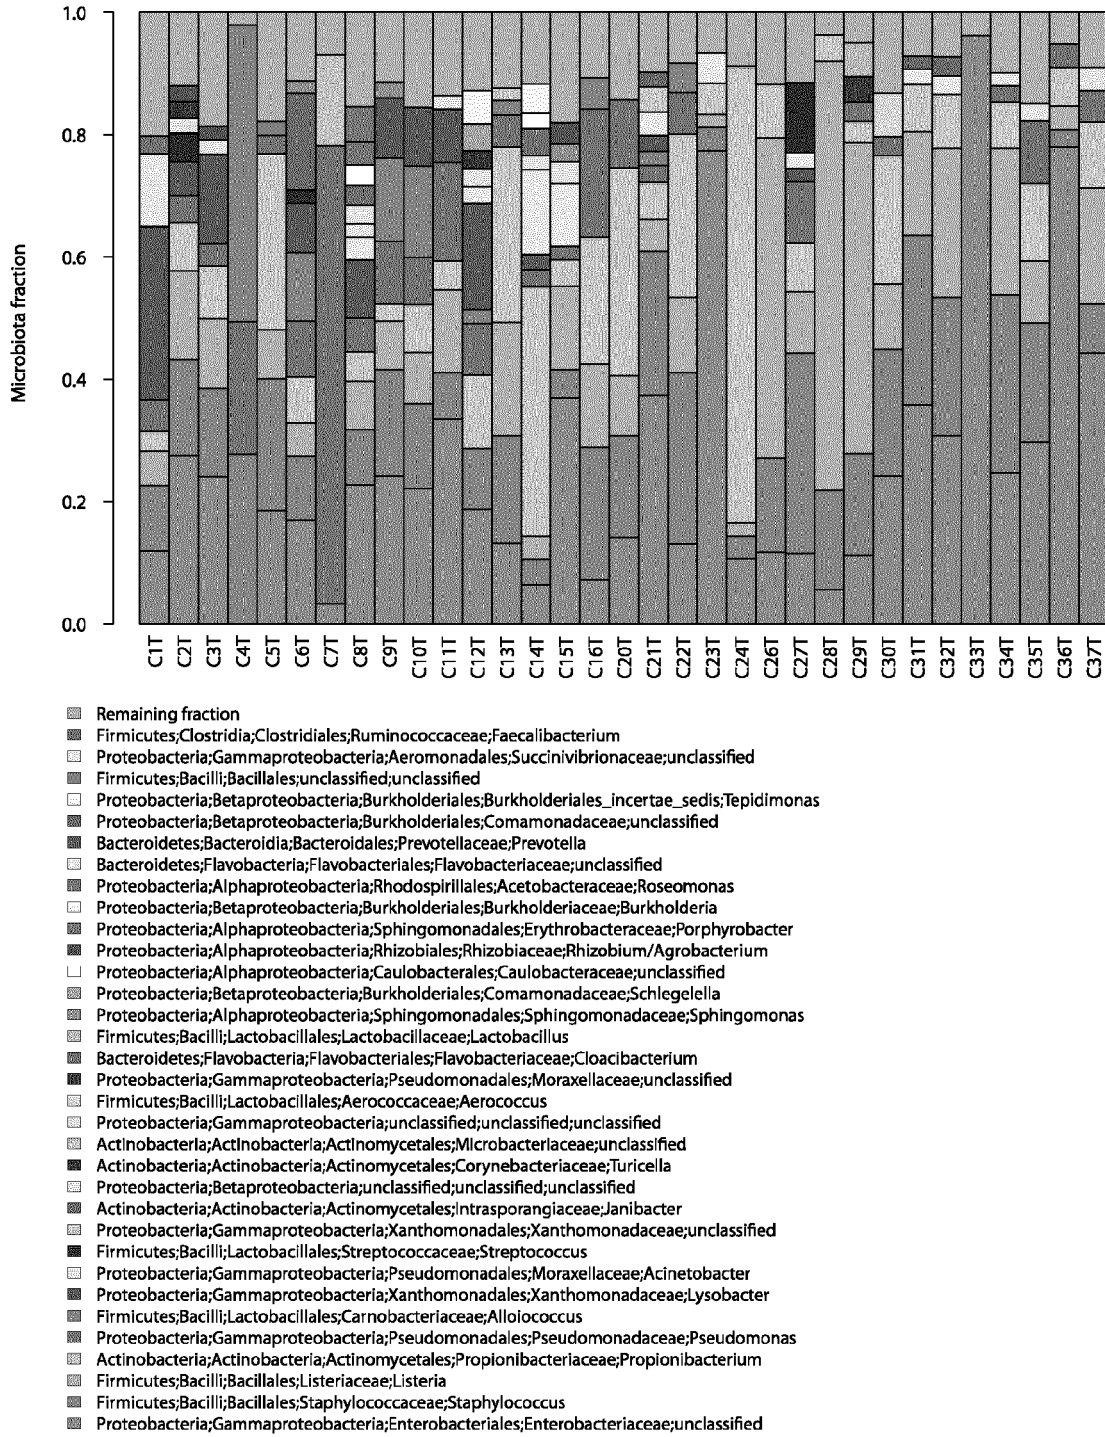 1.0
0.8
0.6
0.4
0.2
0.0
Microbiota fraction
C1T C2T C3T C4T C5T C6T C7T C8T C9T C10T C11T C12T C13T C14T C15T C16T C20T C21T C22T C23T C24T C26T C27T C28T C29T C30T C31T C32T C33T C34T C35T C36T C37T
Remaining fraction
Firmicutes;Clostridia;Clostridiales;Ruminococcaceae;Faecalibacterium
Proteobacteria;Gammaproteobacteria;Aeromonadales;Succinivibrionaceae;unclassified
Firmicutes;Bacilli;Bacillales;unclassified;unclassified
Proteobacteria;Betaproteobacteria;Burkholderiales;Burkholderiales_incertae_sedis;Tepidimonas
Proteobacteria;Betaproteobacteria;Burkholderiales;Comamonadaceae;unclassified
Bacteroidetes;Bacteroidia;Bacteroidales;Prevotellaceae;Prevotella
Bacteroidetes;Flavobacteria;Flavobacteriales;Flavobacteriaceae;unclassified
Proteobacteria;Alphaproteobacteria;Rhodospirillales;Acetobacteraceae;Roseomonas
Proteobacteria;Betaproteobacteria;Burkholderiales;Burkholderiaceae;Burkholderia
Proteobacteria;Alphaproteobacteria;Sphingomonadales;Erythrobacteraceae;Porphyrobacter
Proteobacteria;Alphaproteobacteria;Rhizobiales;Rhizobiaceae;Rhizobium/Agrobacterium
Proteobacteria;Alphaproteobacteria;Caulobacterales;Caulobacteraceae;unclassified
Proteobacteria;Betaproteobacteria;Burkholderiales;Comamonadaceae;Schlegelella
Proteobacteria;Alphaproteobacteria;Sphingomonadales;Sphingomonadaceae;Sphingomonas
Firmicutes;Bacilli;Lactobacillales;Lactobacillaceae;Lactobacillus
Bacteroidetes;Flavobacteria;Flavobacteriales;Flavobacteriaceae;Cloacibacterium
Proteobacteria;Gammaproteobacteria;Pseudomonadales;Moraxellaceae;unclassified
Firmicutes;Bacilli;Lactobacillales;Aerococcaceae;Aerococcus
Proteobacteria;Gammaproteobacteria;unclassified;unclassified;unclassified
Actinobacteria;Actinobacteria;Actinomycetales;Microbacteriaceae;unclassified
Actinobacteria;Actinobacteria;Actinomycetales;Corynebacteriaceae;Turicella
Proteobacteria;Betaproteobacteria;unclassified;unclassified;unclassified
Actinobacteria;Actinobacteria;Actinomycetales;Intrasporangiaceae;Janibacter
Proteobacteria;Gammaproteobacteria;Xanthomonadales;Xanthomonadaceae;unclassified
Firmicutes;Bacilli;Lactobacillales;Streptococcaceae;Streptococcus
Proteobacteria;Gammaproteobacteria;Pseudomonadales;Moraxellaceae;Acinetobacter
Proteobacteria;Gammaproteobacteria;Xanthomonadales;Xanthomonadaceae;Lysobacter
Firmicutes;Bacilli;Lactobacillales;Carnobacteriaceae;Alloiococcus
Proteobacteria;Gammaproteobacteria;Pseudomonadales;Pseudomonadaceae;Pseudomonas
Actinobacteria;Actinobacteria;Actinomycetales;Propionibacteriaceae;Propionibacterium
Firmicutes;Bacilli;Bacillales;Listeriaceae;Listeria
Firmicutes;Bacilli;Bacillales;Staphylococcaceae;Staphylococcus
Proteobacteria;Gammaproteobacteria;Enterobacteriales;Enterobacteriaceae;unclassified